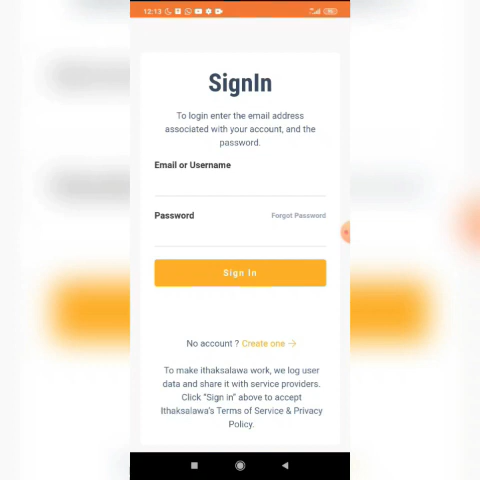 12:13
SignIn
To login enter the email address
associated with your account, and the
password.
Email or Username
Password Forgot Password
Sign In
No account ? Create one →
To make ithaksalawa work, we log user
data and share it with service providers.
Click “Sign in” above to accept
Ithaksalawa's Terms of Service & Privacy
Policy.